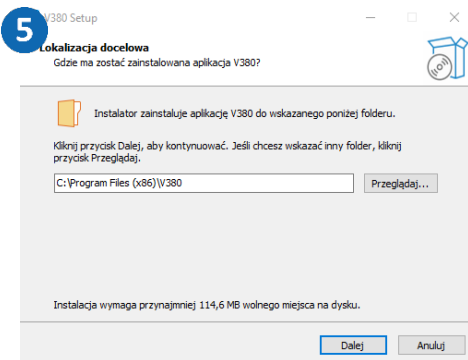 5
V380 Setup
Lokalizacja docelowa
Gdzie ma zostać zainstalowana aplikacja V380?
Instalator zainstaluje aplikację V380 do wskazanego poniżej folderu.
Kliknij przycisk Dalej, aby kontynuować. Jeśli chcesz wskazać inny folder, kliknij
przycisk Przeglądaj.
C:\Program Files (x86)\V380
Przeglądaj...
Instalacja wymaga przynajmniej 114,6 MB wolnego miejsca na dysku.
Dalej
Anuluj